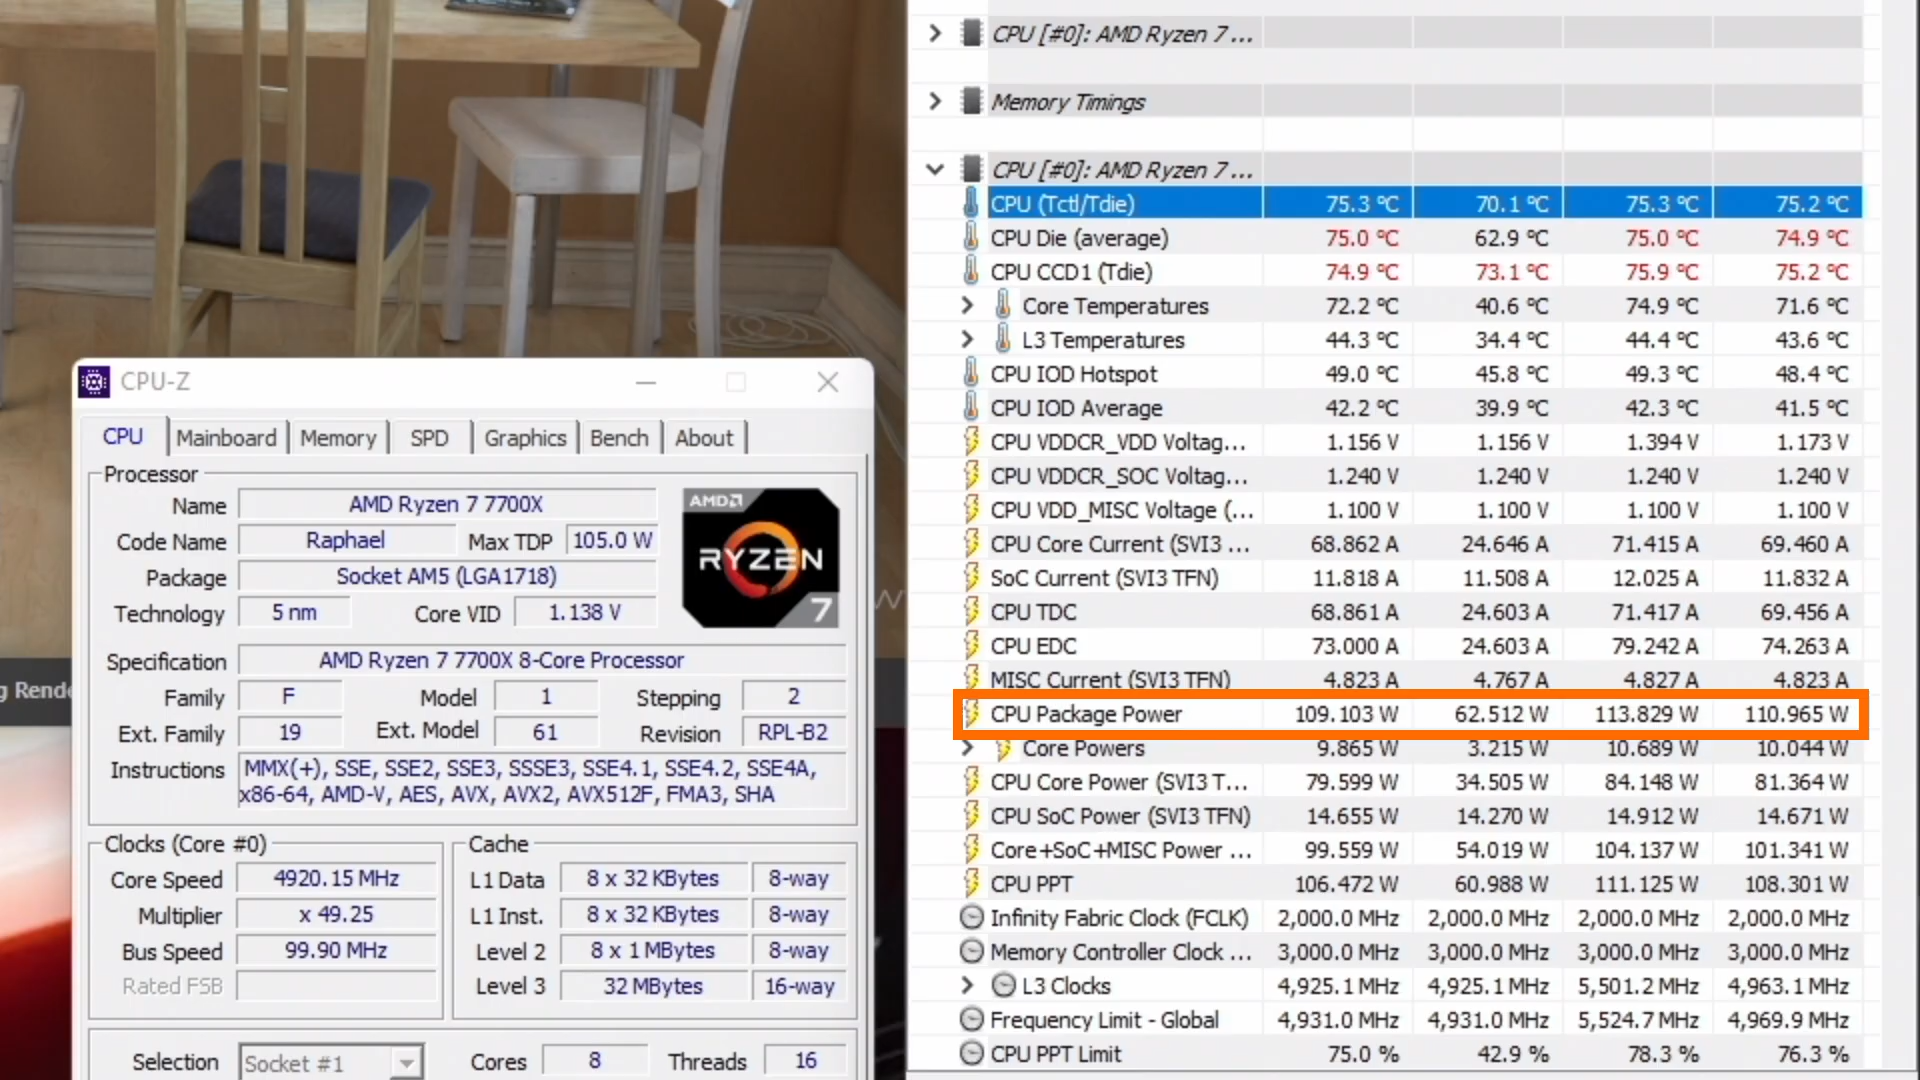 CPU [#0]: AMD Ryzen 7 ...
Memory Timings
CPU [#0]: AMD Ryzen 7 ...
CPU (Tctl/Tdie) 75.3 °C 70.1 °C 75.3 °C 75.2 °C
CPU Die (average) 75.0 °C 62.9 °C 75.0 °C 74.9 °C
CPU CCD1 (Tdie) 74.9 °C 73.1 °C 75.9 °C 75.2 °C
Core Temperatures 72.2 °C 40.6 °C 74.9 °C 71.6 °C
L3 Temperatures 44.3 °C 34.4 °C 44.4 °C 43.6 °C
CPU IOD Hotspot 49.0 °C 45.8 °C 49.3 °C 48.4 °C
CPU IOD Average 42.2 °C 39.9 °C 42.3 °C 41.5 °C
CPU VDDCR_VDD Voltag... 1.156 V 1.156 V 1.394 V 1.173 V
CPU VDDCR_SOC Voltag... 1.240 V 1.240 V 1.240 V 1.240 V
CPU VDD_MISC Voltage (... 1.100 V 1.100 V 1.100 V 1.100 V
CPU Core Current (SVI3 ... 68.862 A 24.646 A 71.415 A 69.460 A
SoC Current (SVI3 TFN) 11.818 A 11.508 A 12.025 A 11.832 A
CPU TDC 68.861 A 24.603 A 71.417 A 69.456 A
CPU EDC 73.000 A 24.603 A 79.242 A 74.263 A
MISC Current (SVI3 TFN) 4.823 A 4.767 A 4.827 A 4.823 A
CPU Package Power 109.103 W 62.512 W 113.829 W 110.965 W
Core Powers 9.865 W 3.215 W 10.689 W 10.044 W
CPU Core Power (SVI3 T... 79.599 W 34.505 W 84.148 W 81.364 W
CPU SoC Power (SVI3 TFN) 14.655 W 14.270 W 14.912 W 14.671 W
Core+SoC+MISC Power ... 99.559 W 54.019 W 104.137 W 101.341 W
CPU PPT 106.472 W 60.988 W 111.125 W 108.301 W
Infinity Fabric Clock (FCLK) 2,000.0 MHz 2,000.0 MHz 2,000.0 MHz 2,000.0 MHz
Memory Controller Clock ... 3,000.0 MHz 3,000.0 MHz 3,000.0 MHz 3,000.0 MHz
L3 Clocks 4,925.1 MHz 4,925.1 MHz 5,501.2 MHz 4,963.1 MHz
Frequency Limit - Global 4,931.0 MHz 4,931.0 MHz 5,524.7 MHz 4,969.9 MHz
CPU PPT Limit 75.0 % 42.9 % 78.3 % 76.3 %
CPU-Z
CPU Mainboard Memory SPD Graphics Bench About
Processor
Name AMD Ryzen 7 7700X
Code Name Raphael Max TDP 105.0 W
Package Socket AM5 (LGA1718)
Technology 5 nm Core VID 1.138 V
AMD
RYZEN
7
Specification AMD Ryzen 7 7700X 8-Core Processor
Family F Model 1 Stepping 2
Ext. Family 19 Ext. Model 61 Revision RPL-B2
Instructions MMX(+), SSE, SSE2, SSE3, SSSE3, SSE4.1, SSE4.2, SSE4A,
x86-64, AMD-V, AES, AVX, AVX2, AVX512F, FMA3, SHA
Clocks (Core #0)
Core Speed 4920.15 MHz
Multiplier x 49.25
Bus Speed 99.90 MHz
Rated FSB
Cache
L1 Data 8 x 32 KBytes 8-way
L1 Inst. 8 x 32 KBytes 8-way
Level 2 8 x 1 MBytes 8-way
Level 3 32 MBytes 16-way
Selection Socket #1 Cores 8 Threads 16